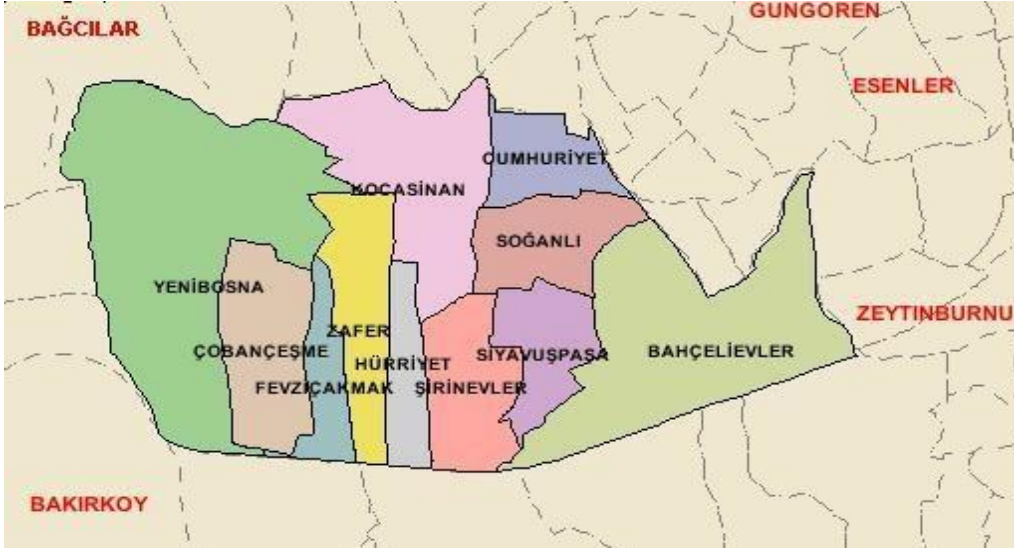 GUNGOREN
BAĞCILAR
ESENLER
CUMHURİYET
KOCASİNAN
SOĞANLI
YENİBOSNA
ZEYTINBURNU
ZAFER
ÇOBANÇEŞME
SİYAVUŞPAŞA
BAHÇELİEVLER
HÜRRİYET
FEVZİÇAKMAK
ŞİRİNEVLER
BAKIRKOY